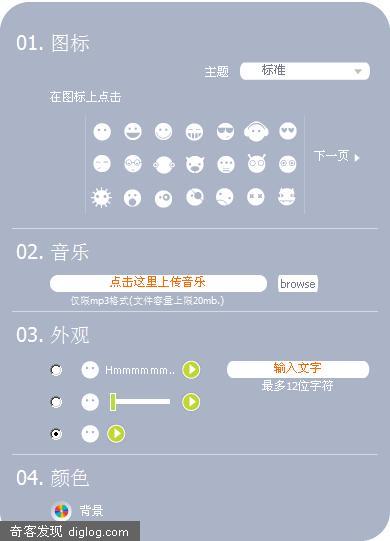 01. 图标
主题 标准
在图标上点击
下一页
02. 音乐
点击这里上传音乐 browse
仅限mp3格式(文件容量上限20mb.)
03. 外观
Hmmmmmm.. 输入文字
最多12位字符
04. 颜色
背景
奇客发现 diglog.com